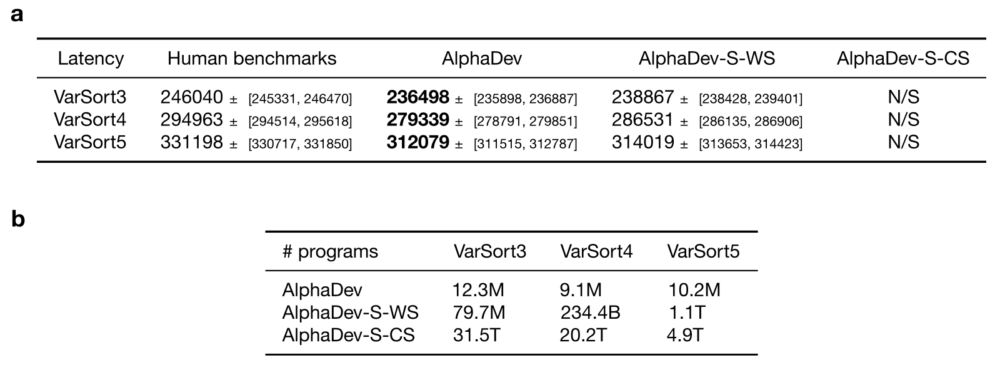 a
Latency Human benchmarks AlphaDev AlphaDev-S-WS AlphaDev-S-CS
VarSort3 246040 ± [245331, 246470] 236498 ± [235898, 236887] 238867 ± [238428, 239401] N/S
VarSort4 294963 ± [294514, 295618] 279339 ± [278791, 279851] 286531 ± [286135, 286906] N/S
VarSort5 331198 ± [330717, 331850] 312079 ± [311515, 312787] 314019 ± [313653, 314423] N/S
b
# programs VarSort3 VarSort4 VarSort5
AlphaDev 12.3M 9.1M 10.2M
AlphaDev-S-WS 79.7M 234.4B 1.1T
AlphaDev-S-CS 31.5T 20.2T 4.9T